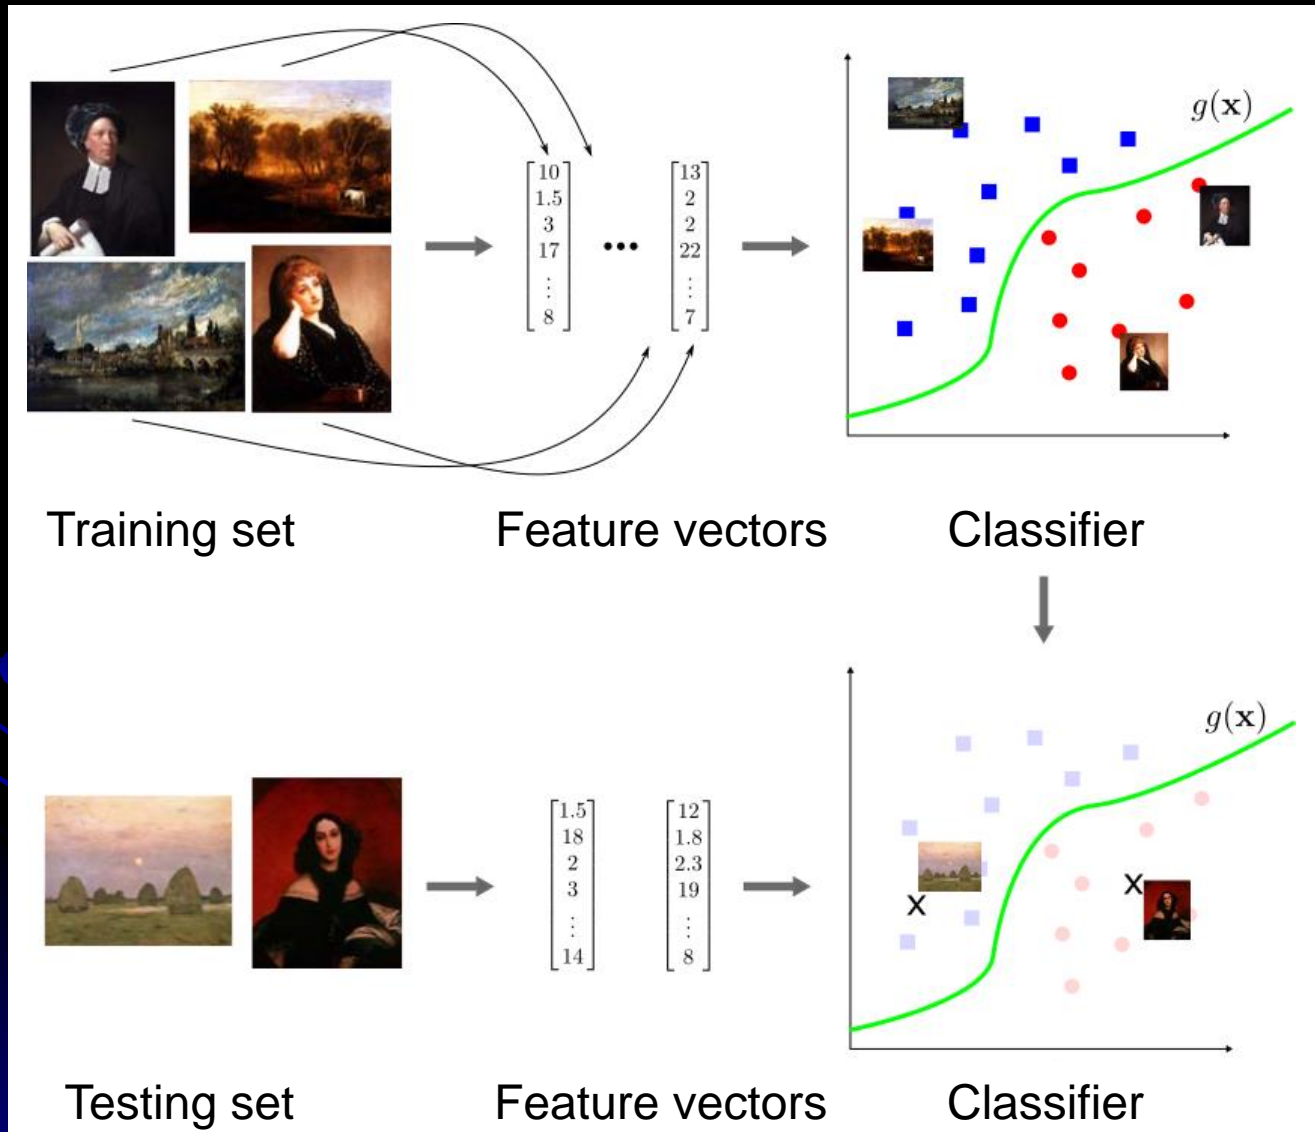 g(x)
10 13
1.5 2
3 2
17 ••• 22
⋮ ⋮
8 7
Training set Feature vectors Classifier
g(x)
1.5 12
18 1.8
2 2.3
3 19
⋮ ⋮
14 8
x x
Testing set Feature vectors Classifier